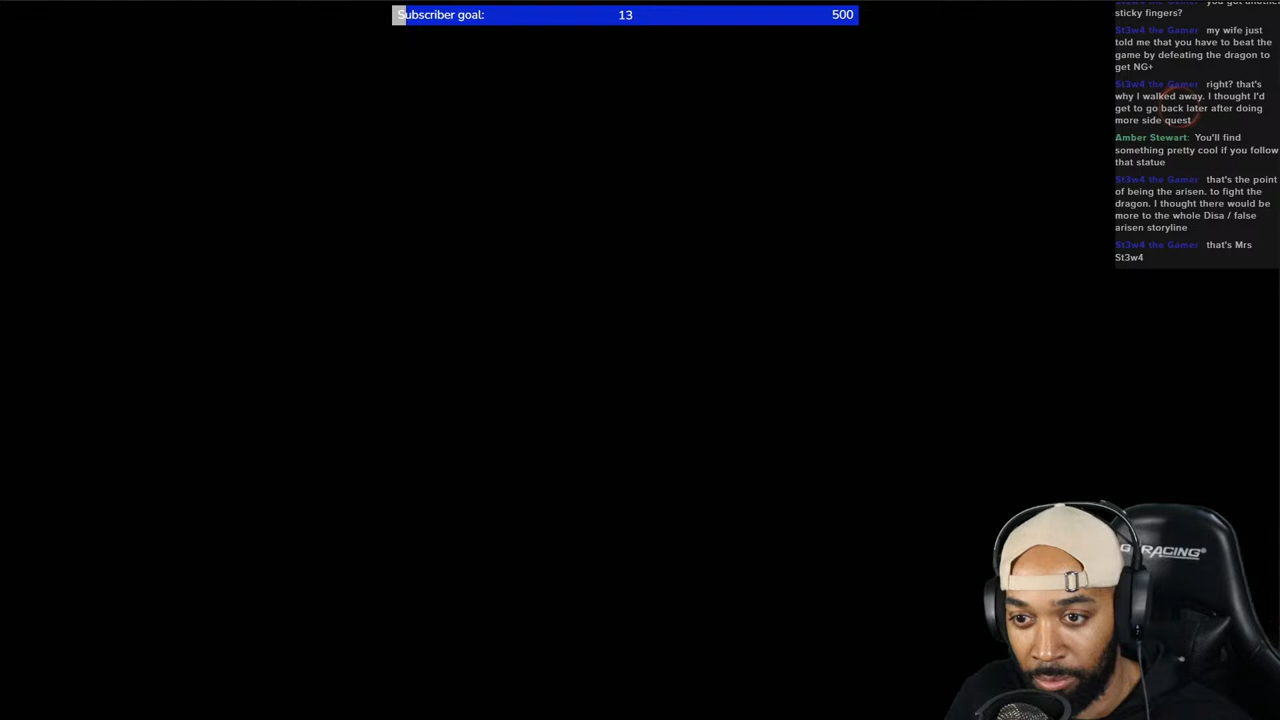 Subscriber goal: 13 500
sticky fingers?
St3w4 the Gamer my wife just
told me that you have to beat the
game by defeating the dragon to
get NG+
St3w4 the Gamer right? that's
why I walked away. I thought I'd
get to go back later after doing
more side quest
Amber Stewart: You'll find
something pretty cool if you follow
that statue
St3w4 the Gamer that's the point
of being the arisen. to fight the
dragon. I thought there would be
more to the whole Disa / false
arisen storyline
St3w4 the Gamer that's Mrs
St3w4
RACING